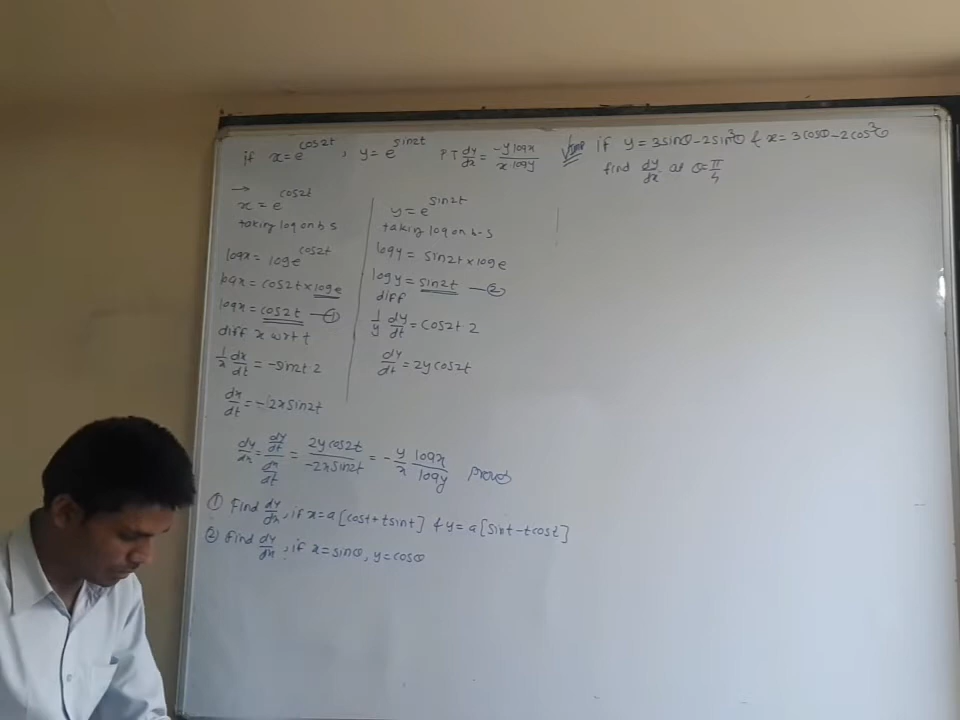 if x = e^cos2t , y = e^sin2t PT dy/dx = -y logx / x logy
→
x = e^cos2t
taking log on b s
logx = loge^cos2t
logx = cos2t × loge
logx = cos2t —①
diff x wrt t
1/x dx/dt = -sin2t 2
dx/dt = -2x sin2t
y = e^sin2t
taking log on b-s
logy = sin2t × loge
logy = sin2t —②
diff
1/y dy/dt = cos2t 2
dy/dt = 2y cos2t
dy/dx = dy/dt / dx/dt = 2y cos2t / -2x sin2t = - y/x logx/logy Proved
① Find dy/dx, if x = a[cost + t sint] & y = a[sint - t cost]
② Find dy/dx, if x = sinθ, y = cosθ
if y = 3sinθ - 2sin³θ & x = 3cosθ - 2cos³θ
find dy/dx at θ = π/4